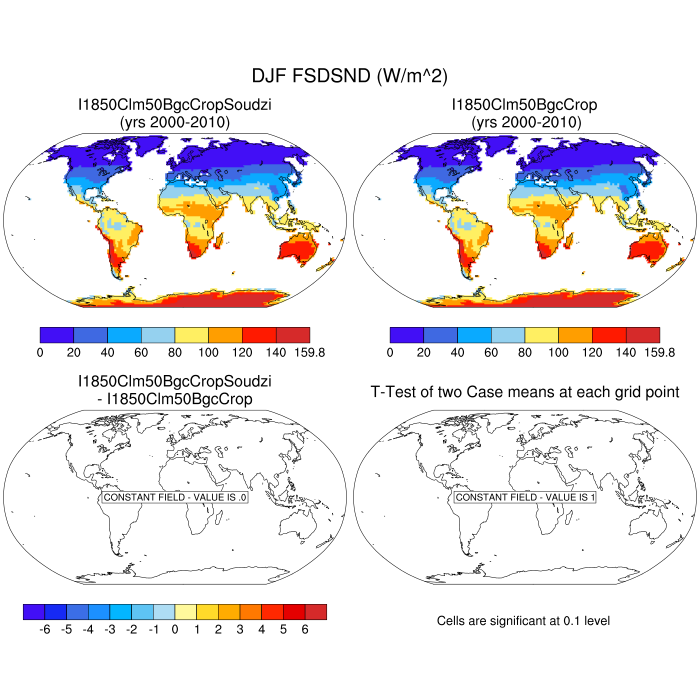 DJF FSDSND (W/m^2)
I1850Clm50BgcCropSoudzi
(yrs 2000-2010)
I1850Clm50BgcCrop
(yrs 2000-2010)
0 20 40 60 80 100 120 140 159.8
0 20 40 60 80 100 120 140 159.8
I1850Clm50BgcCropSoudzi
- I1850Clm50BgcCrop
T-Test of two Case means at each grid point
CONSTANT FIELD - VALUE IS .0
CONSTANT FIELD - VALUE IS 1
-6 -5 -4 -3 -2 -1 0 1 2 3 4 5 6
Cells are significant at 0.1 level